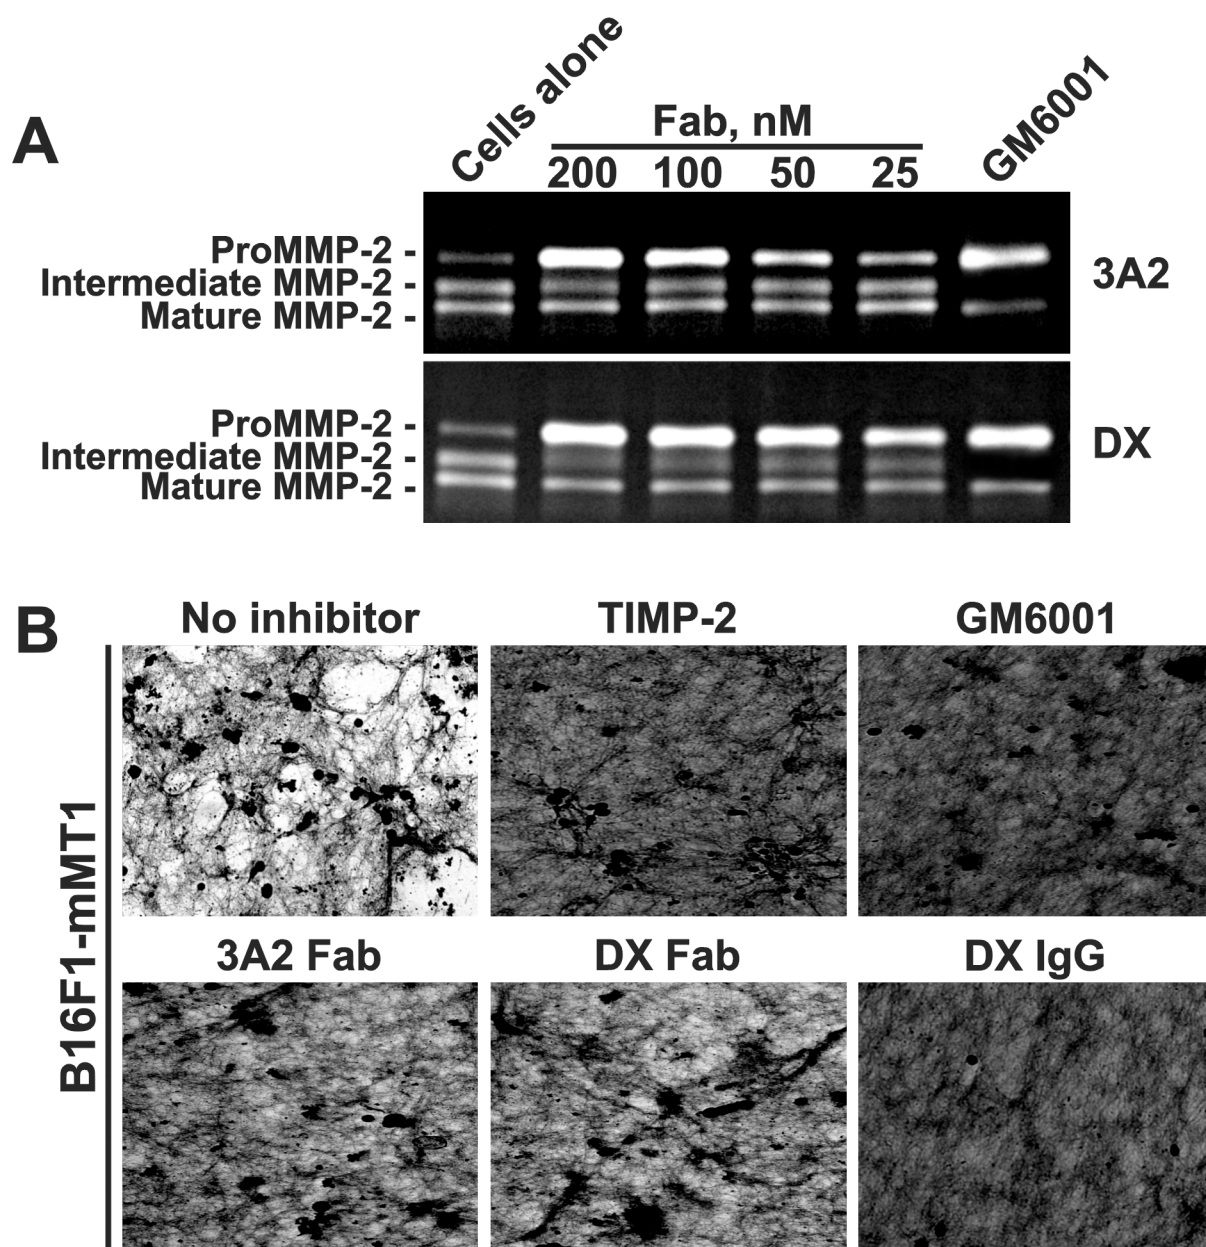 A
Cells alone
Fab, nM
GM6001
200 100 50 25
ProMMP-2 -
Intermediate MMP-2 -
Mature MMP-2 -
3A2
ProMMP-2 -
Intermediate MMP-2 -
Mature MMP-2 -
DX
B
No inhibitor TIMP-2 GM6001
B16F1-mMT1
3A2 Fab DX Fab DX IgG